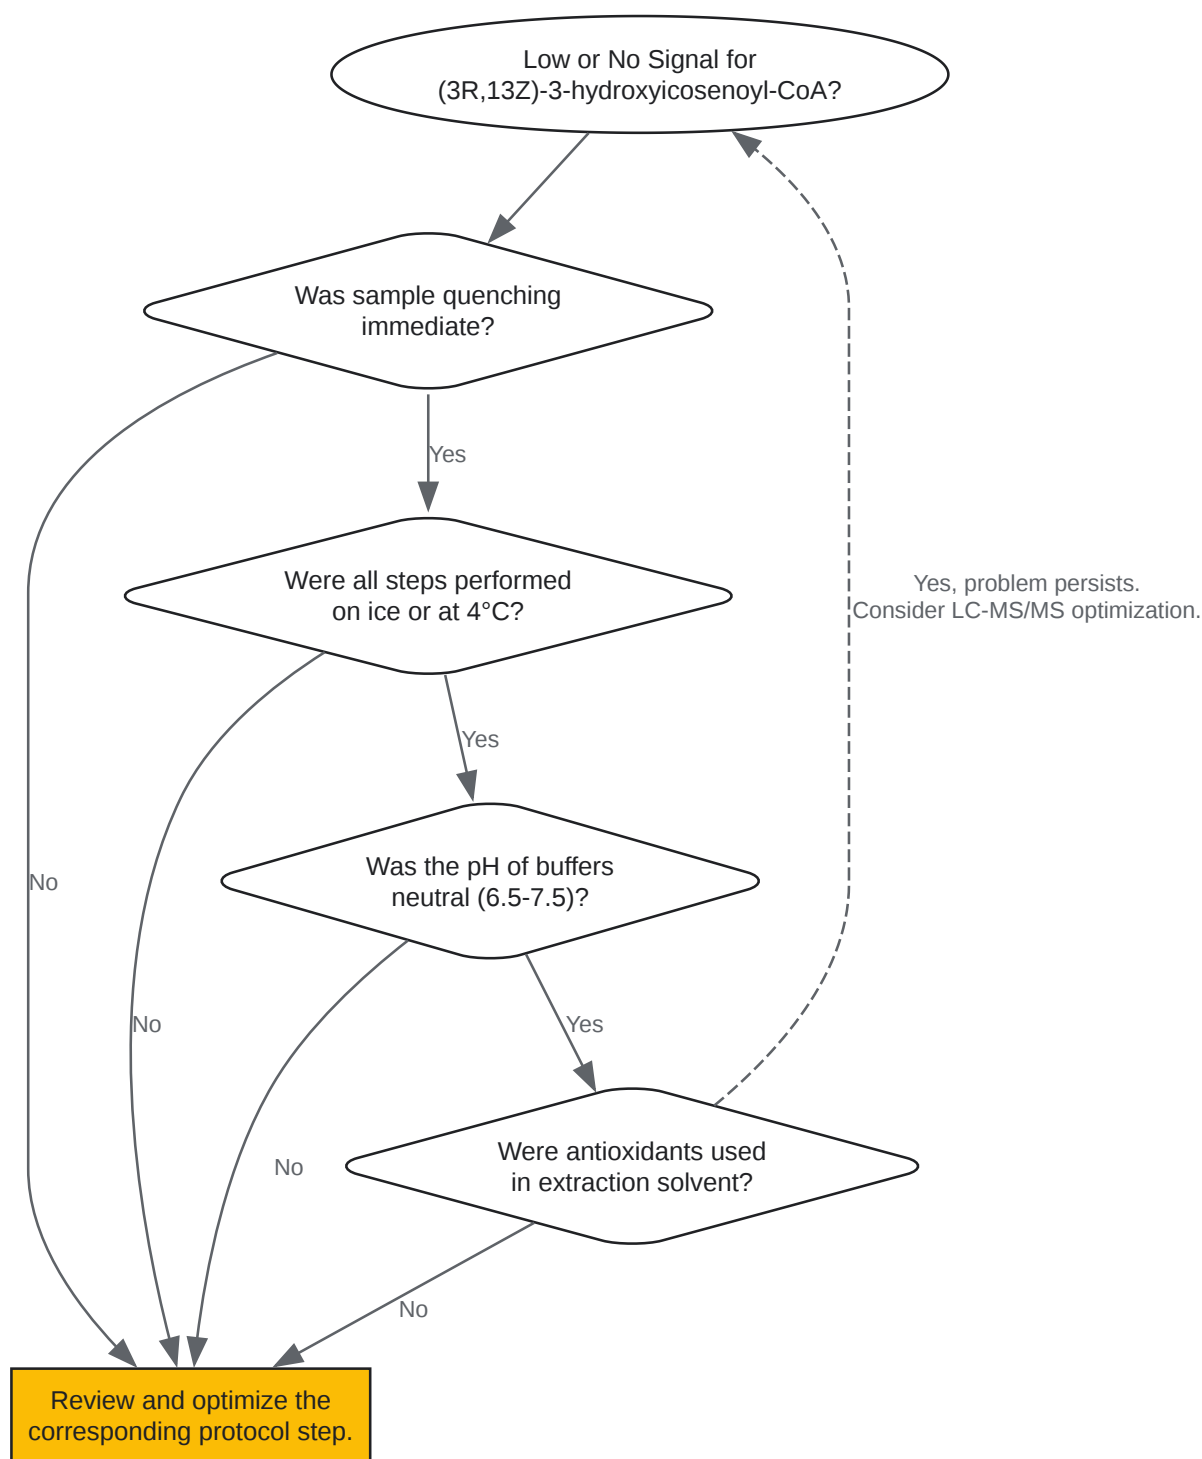 Low or No Signal for
(3R,13Z)-3-hydroxyicosenoyl-CoA?
Was sample quenching
immediate?
Yes
Were all steps performed
on ice or at 4°C?
Yes, problem persists.
Consider LC-MS/MS optimization.
Yes
Was the pH of buffers
neutral (6.5-7.5)?
No
No
Yes
Were antioxidants used
in extraction solvent?
No
No
Review and optimize the
corresponding protocol step.